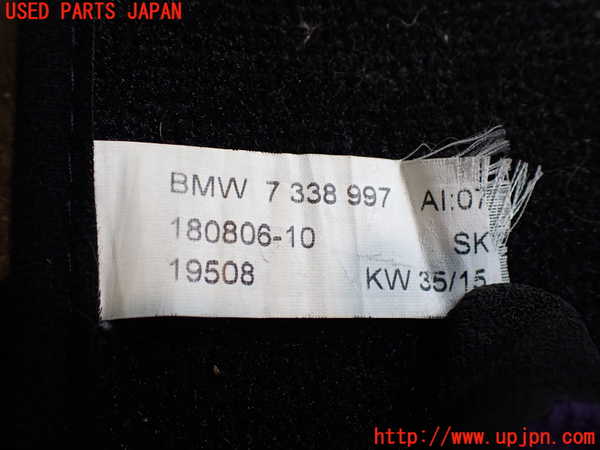 USED PARTS JAPAN
BMW 7 338 997 AI:07
180806-10 SK
19508 KW 35/15
http://www.upjpn.com/